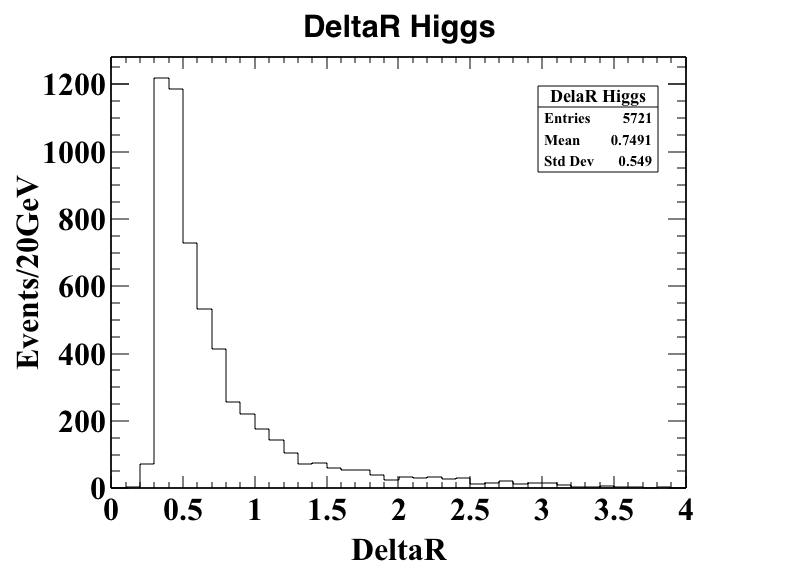 DeltaR Higgs
DelaR Higgs
Entries 5721
Mean 0.7491
Std Dev 0.549
Events/20GeV
1200
1000
800
600
400
200
0
0 0.5 1 1.5 2 2.5 3 3.5 4
DeltaR